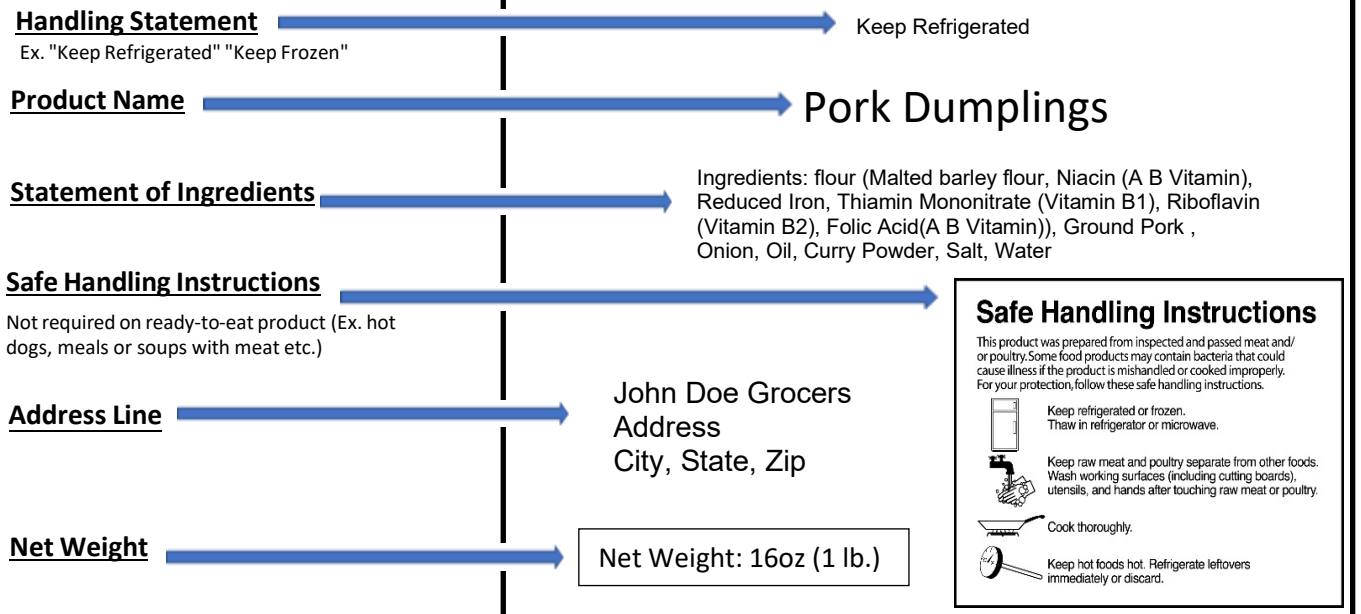 Handling Statement
Keep Refrigerated
Ex. "Keep Refrigerated" "Keep Frozen"
Product Name
Pork Dumplings
Statement of Ingredients
Ingredients: flour (Malted barley flour, Niacin (A B Vitamin),
Reduced Iron, Thiamin Mononitrate (Vitamin B1), Riboflavin
(Vitamin B2), Folic Acid(A B Vitamin)), Ground Pork ,
Onion, Oil, Curry Powder, Salt, Water
Safe Handling Instructions
Not required on ready-to-eat product (Ex. hot
dogs, meals or soups with meat etc.)
Safe Handling Instructions
This product was prepared from inspected and passed meat and/
or poultry. Some food products may contain bacteria that could
cause illness if the product is mishandled or cooked improperly.
For your protection, follow these safe handling instructions.
Keep refrigerated or frozen.
Thaw in refrigerator or microwave.
Keep raw meat and poultry separate from other foods.
Wash working surfaces (including cutting boards),
utensils, and hands after touching raw meat or poultry.
Cook thoroughly.
Keep hot foods hot. Refrigerate leftovers
immediately or discard.
Address Line
John Doe Grocers
Address
City, State, Zip
Net Weight
Net Weight: 16oz (1 lb.)